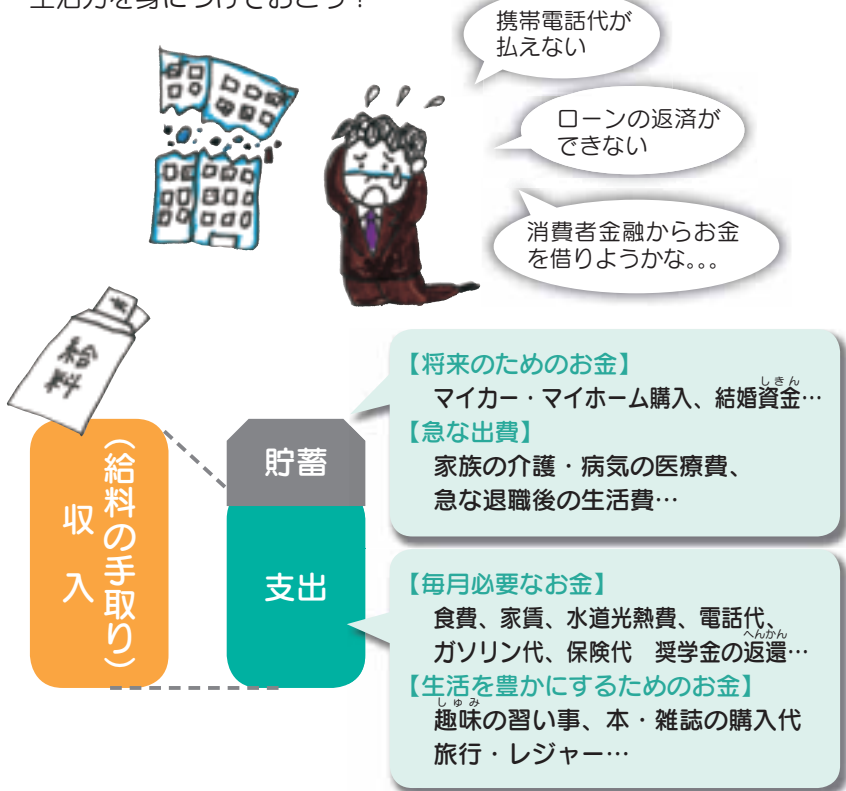 生活力を身につけておこう！
携帯電話代が
払えない
ローンの返済が
できない
消費者金融からお金
を借りようかな。。。
給料
収入
（給料の手取り）
貯蓄
支出
【将来のためのお金】
マイカー・マイホーム購入、結婚資金…
しきん
【急な出費】
家族の介護・病気の医療費、
急な退職後の生活費…
【毎月必要なお金】
食費、家賃、水道光熱費、電話代、
ガソリン代、保険代　奨学金の返還…
へんかん
【生活を豊かにするためのお金】
しゅみ
趣味の習い事、本・雑誌の購入代
旅行・レジャー…